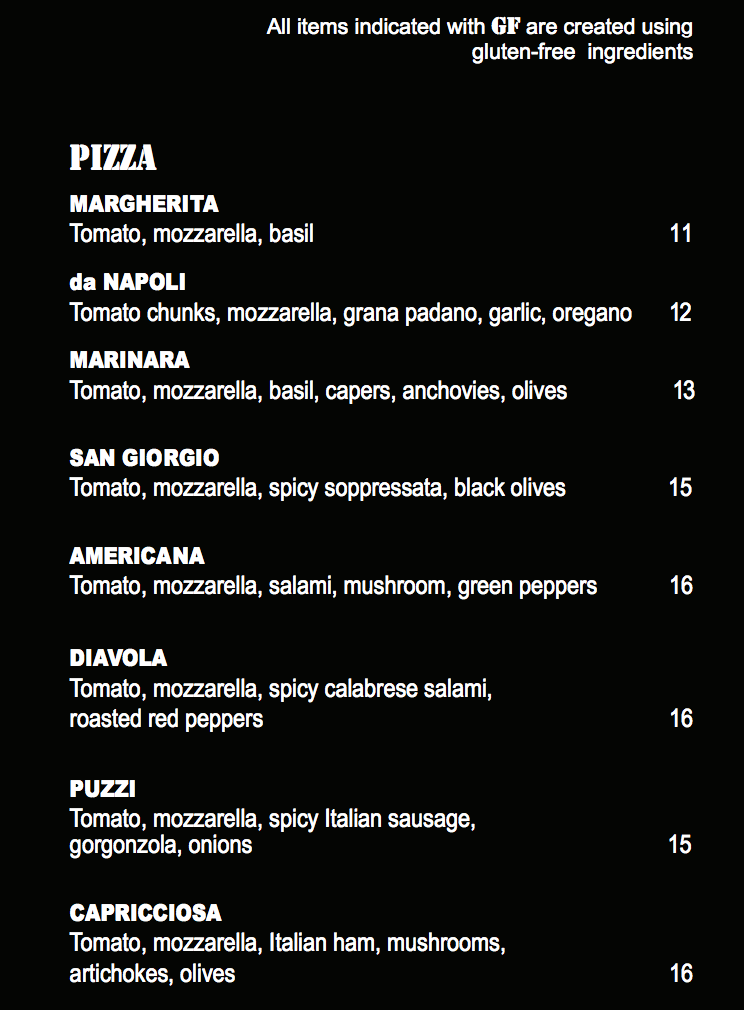 All items indicated with GF are created using
gluten-free ingredients
PIZZA
MARGHERITA
Tomato, mozzarella, basil 11
da NAPOLI
Tomato chunks, mozzarella, grana padano, garlic, oregano 12
MARINARA
Tomato, mozzarella, basil, capers, anchovies, olives 13
SAN GIORGIO
Tomato, mozzarella, spicy soppressata, black olives 15
AMERICANA
Tomato, mozzarella, salami, mushroom, green peppers 16
DIAVOLA
Tomato, mozzarella, spicy calabrese salami,
roasted red peppers 16
PUZZI
Tomato, mozzarella, spicy Italian sausage,
gorgonzola, onions 15
CAPRICCIOSA
Tomato, mozzarella, Italian ham, mushrooms,
artichokes, olives 16